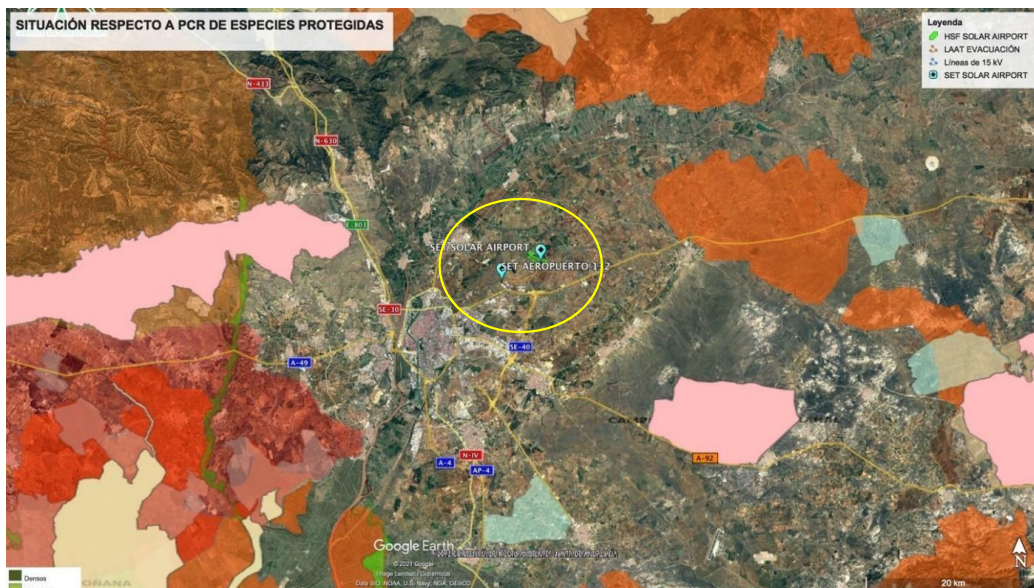 SITUACIÓN RESPECTO A PCR DE ESPECIES PROTEGIDAS
Leyenda
HSF SOLAR AIRPORT
LAAT EVACUACIÓN
Líneas de 15 kV
SET SOLAR AIRPORT
N-433
N-630
E-803
SET SOLAR AIRPORT
SET AEROPUERTO 132
SE-30
A-49
SE-40
N-IV
A-4
AP-4
A-92
Google Earth
© 2021 Google
Image Landsat / Copernicus
Data SIO, NOAA, U.S. Navy, NGA, GEBCO
Densos
N
20 km